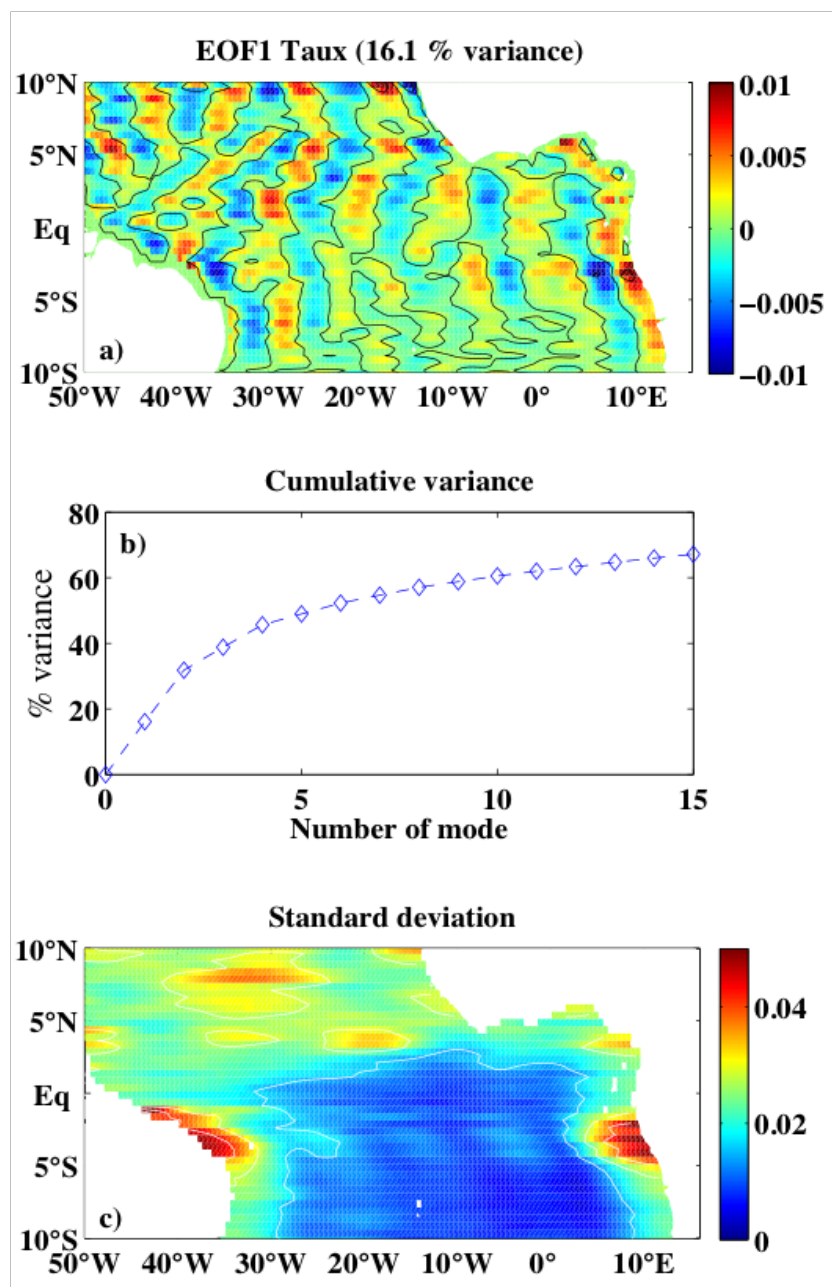 EOF1 Taux (16.1 % variance)
10°N
5°N
Eq
5°S
10°S
a)
50°W 40°W 30°W 20°W 10°W 0° 10°E
0.01
0.005
0
−0.005
−0.01
Cumulative variance
b)
% variance
80
60
40
20
0
0 5 10 15
Number of mode
Standard deviation
10°N
5°N
Eq
5°S
10°S
c)
50°W 40°W 30°W 20°W 10°W 0° 10°E
0.04
0.02
0